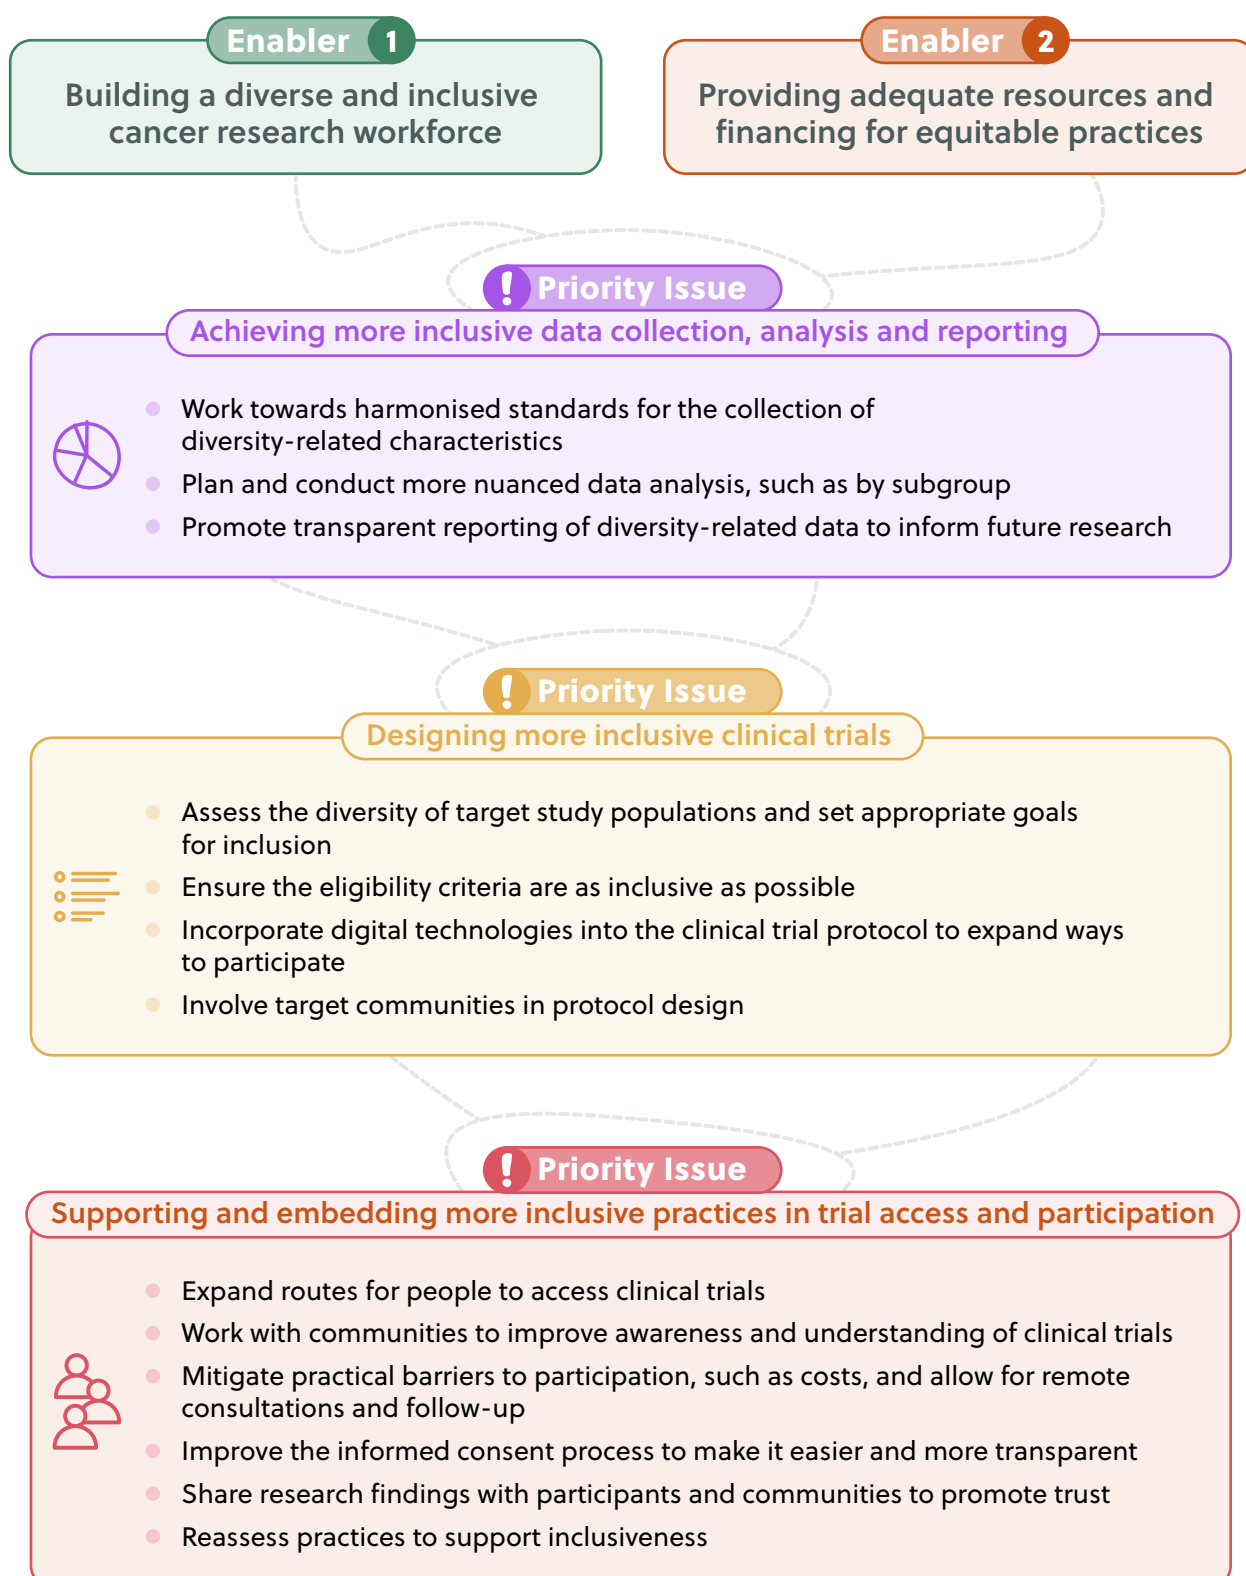 Enabler 1
Building a diverse and inclusive
cancer research workforce
Enabler 2
Providing adequate resources and
financing for equitable practices
! Priority Issue
Achieving more inclusive data collection, analysis and reporting
Work towards harmonised standards for the collection of
diversity-related characteristics
Plan and conduct more nuanced data analysis, such as by subgroup
Promote transparent reporting of diversity-related data to inform future research
! Priority Issue
Designing more inclusive clinical trials
Assess the diversity of target study populations and set appropriate goals
for inclusion
Ensure the eligibility criteria are as inclusive as possible
Incorporate digital technologies into the clinical trial protocol to expand ways
to participate
Involve target communities in protocol design
! Priority Issue
Supporting and embedding more inclusive practices in trial access and participation
Expand routes for people to access clinical trials
Work with communities to improve awareness and understanding of clinical trials
Mitigate practical barriers to participation, such as costs, and allow for remote
consultations and follow-up
Improve the informed consent process to make it easier and more transparent
Share research findings with participants and communities to promote trust
Reassess practices to support inclusiveness